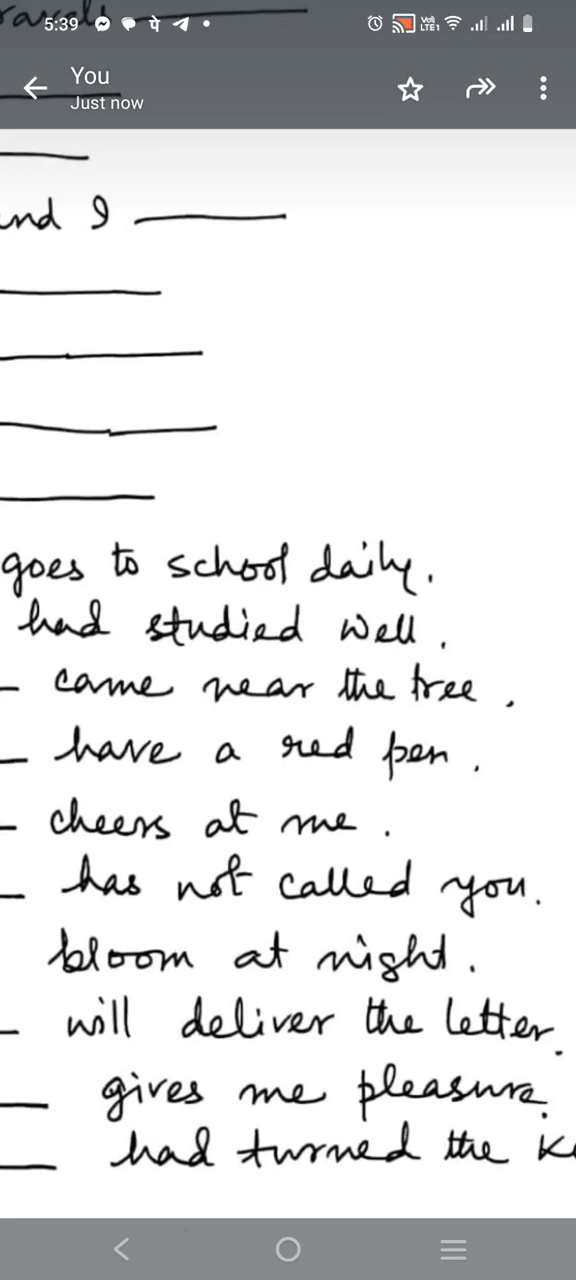 5:39
You
Just now
and I
goes to school daily.
had studied well.
came near the tree.
have a red pen.
cheers at me.
has not called you.
bloom at night.
will deliver the letter.
gives me pleasure.
had turned the